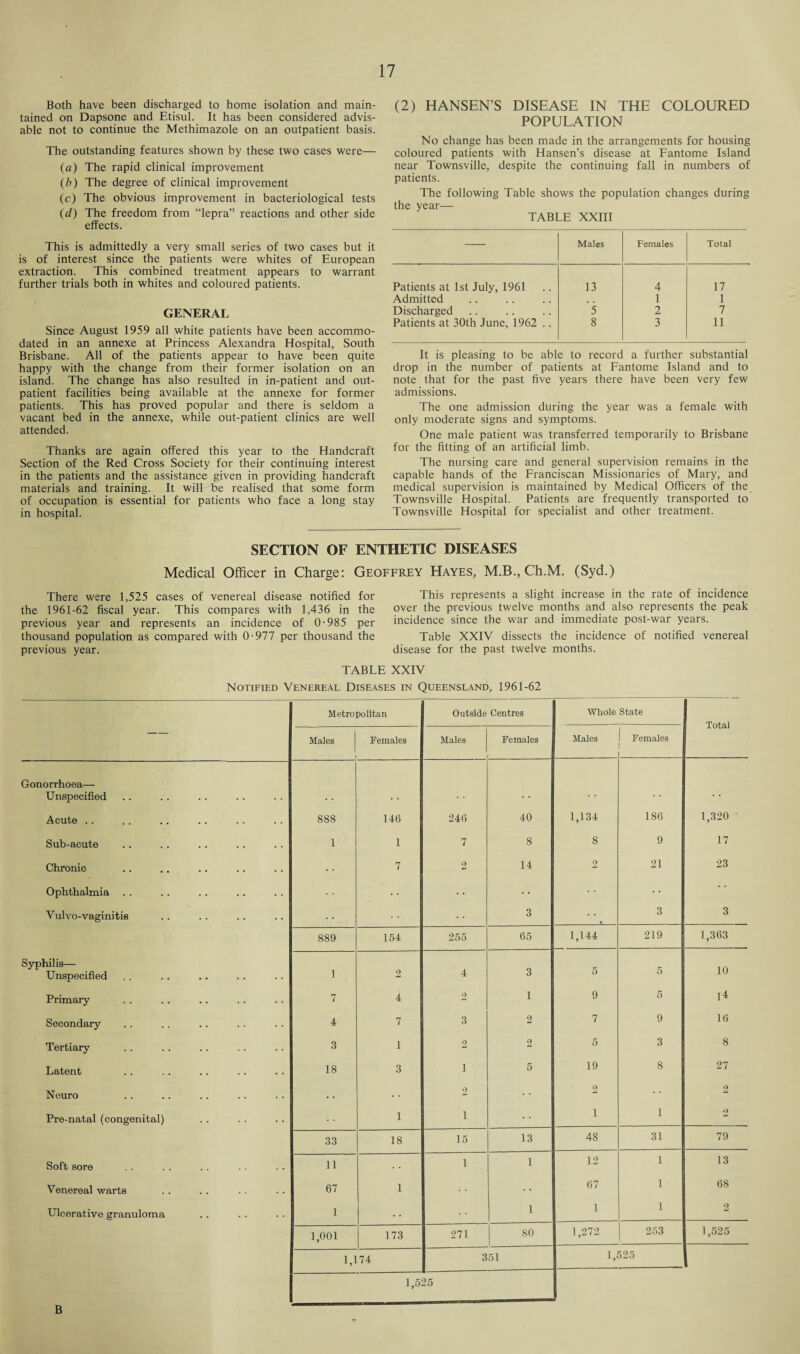 17
Both have been discharged to home isolation and main-
tained on Dapsone and Etisul. It has been considered advis-
able not to continue the Methimazole on an outpatient basis.
The outstanding features shown by these two cases were—
(a) The rapid clinical improvement
(b) The degree of clinical improvement
(c) The obvious improvement in bacteriological tests
(d) The freedom from “lepra” reactions and other side
effects.
This is admittedly a very small series of two cases but it
is of interest since the patients were whites of European
extraction. This combined treatment appears to warrant
further trials both in whites and coloured patients.
GENERAL
Since August 1959 all white patients have been accommo-
dated in an annexe at Princess Alexandra Hospital, South
Brisbane. All of the patients appear to have been quite
happy with the change from their former isolation on an
island. The change has also resulted in in-patient and out-
patient facilities being available at the annexe for former
patients. This has proved popular and there is seldom a
vacant bed in the annexe, while out-patient clinics are well
attended.
Thanks are again offered this year to the Handcraft
Section of the Red Cross Society for their continuing interest
in the patients and the assistance given in providing handcraft
materials and training. It will be realised that some form
of occupation is essential for patients who face a long stay
in hospital.
(2) HANSEN’S DISEASE IN THE COLOURED
POPULATION
No change has been made in the arrangements for housing
coloured patients with Hansen’s disease at Fantome Island
near Townsville, despite the continuing fall in numbers of
patients.
The following Table shows the population changes during
the year—
TABLE XXIII
— Males Females Total
Patients at 1st July, 1961 .. 13 4 17
Admitted .. .. .. .. 1 1
Discharged .. .. .. 5 2 7
Patients at 30th June, 1962 .. 8 3 11
It is pleasing to be able to record a further substantial
drop in the number of patients at Fantome Island and to
note that for the past five years there have been very few
admissions.
The one admission during the year was a female with
only moderate signs and symptoms.
One male patient was transferred temporarily to Brisbane
for the fitting of an artificial limb.
The nursing care and general supervision remains in the
capable hands of the Franciscan Missionaries of Mary, and
medical supervision is maintained by Medical Officers of the
Townsville Hospital. Patients are frequently transported to
Townsville Hospital for specialist and other treatment.
SECTION OF ENTHETIC DISEASES
Medical Officer in Charge: GEOFFREY HAYES, M.B., Ch.M. (Syd.)
There were 1,525 cases of venereal disease notified for
the 1961-62 fiscal year. This compares with 1,436 in the
previous year and represents an incidence of 0·985 per
thousand population as compared with 0·977 per thousand the
previous year.
This represents a slight increase in the rate of incidence
over the previous twelve months and also represents the peak
incidence since the war and immediate post-war years.
Table XXIV dissects the incidence of notified venereal
disease for the past twelve months.
TABLE XXIV
NOTIFIED VENEREAL DISEASES IN QUEENSLAND, 1961-62
— Metropolitan Outside Centres Whole State Total
Males Females Males Females Males Females
Gonorrhoea—
Unspecified .. .. .. .. .. .. .. .. .. .. .. ..
Acute .. .. .. .. .. .. 888 146 246 40 1,134 186 1,320
Sub-acute .. .. .. .. .. 1 1 7 8 8 9 17
Chronic .. .. .. .. .. .. 7 2 14 2 21 23
Ophthalmia .. .. .. .. .. .. .. .. .. .. .. ..
Vulvo-vaginitis .. .. .. .. .. .. .. 3 .. 3 3
889 154 255 65 1,144 219 1,363
Syphilis—
Unspecified .. .. .. .. .. 1 2 4 3 5 5 10
Primary .. .. .. .. .. 7 4 2 1 9 5 14
Secondary .. .. .. .. .. 4 7 3 2 7 9 16
Tertiary .. .. .. .. .. 3 1 2 2 5 3 8
Latent .. .. .. .. .. 18 3 1 5 19 8 27
Neuro .. .. .. .. .. .. .. 2 .. 2 .. 2
Pre-natal (congenital) .. .. .. .. 1 1 .. 1 1 2
33 18 15 13 48 31 79
Soft sore .. .. .. .. .. 11 .. 1 1 12 1 13
Venereal warts .. .. .. .. 67 1 .. .. 67 1 68
Ulcerative granuloma .. .. .. 1 .. .. 1 1 1 2
1,001 173 271 80 1,272 253 1,525
1,174 351 1,525
1,525
B